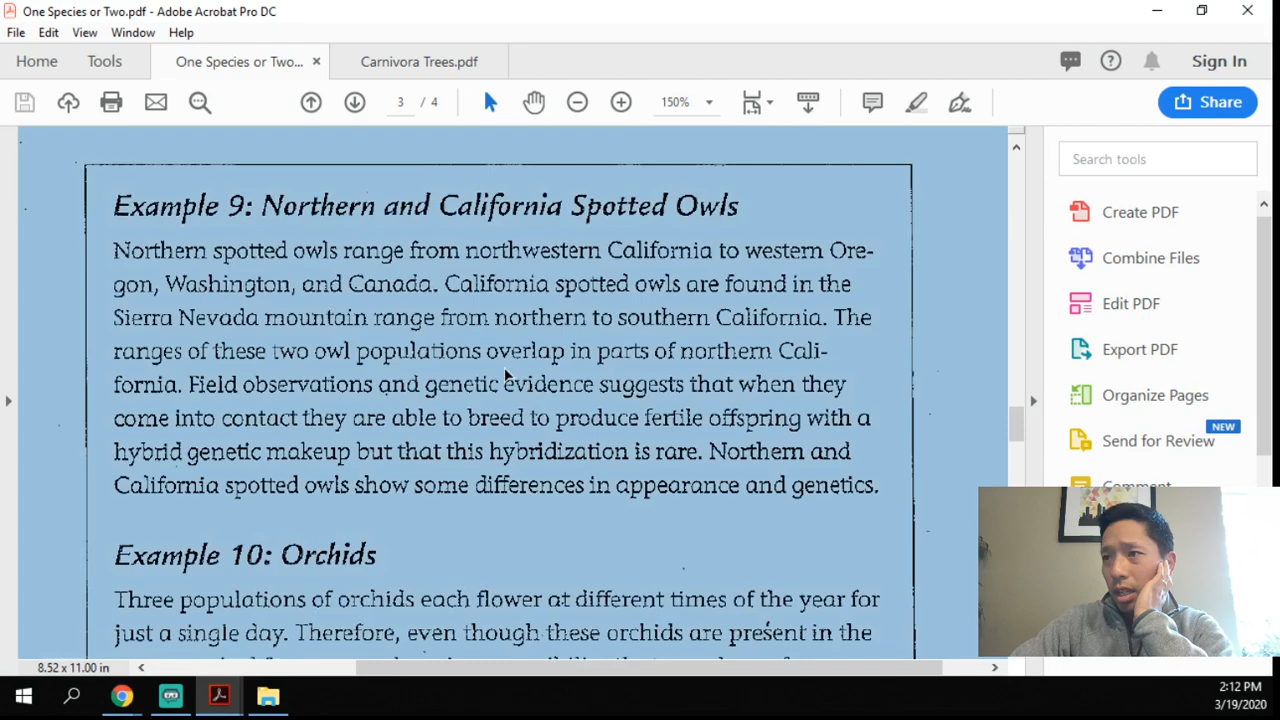 One Species or Two.pdf - Adobe Acrobat Pro DC
File Edit View Window Help
Home Tools One Species or Two... × Carnivora Trees.pdf Sign In
3 / 4 150% Share
Search tools
Example 9: Northern and California Spotted Owls
Northern spotted owls range from northwestern California to western Ore-
gon, Washington, and Canada. California spotted owls are found in the
Sierra Nevada mountain range from northern to southern California. The
ranges of these two owl populations overlap in parts of northern Cali-
fornia. Field observations and genetic evidence suggests that when they
come into contact they are able to breed to produce fertile offspring with a
hybrid genetic makeup but that this hybridization is rare. Northern and
California spotted owls show some differences in appearance and genetics.
Example 10: Orchids
Three populations of orchids each flower at different times of the year for
just a single day. Therefore, even though these orchids are present in the
Create PDF
Combine Files
Edit PDF
Export PDF
Organize Pages
NEW
Send for Review
Comment
8.52 x 11.00 in
2:12 PM
3/19/2020